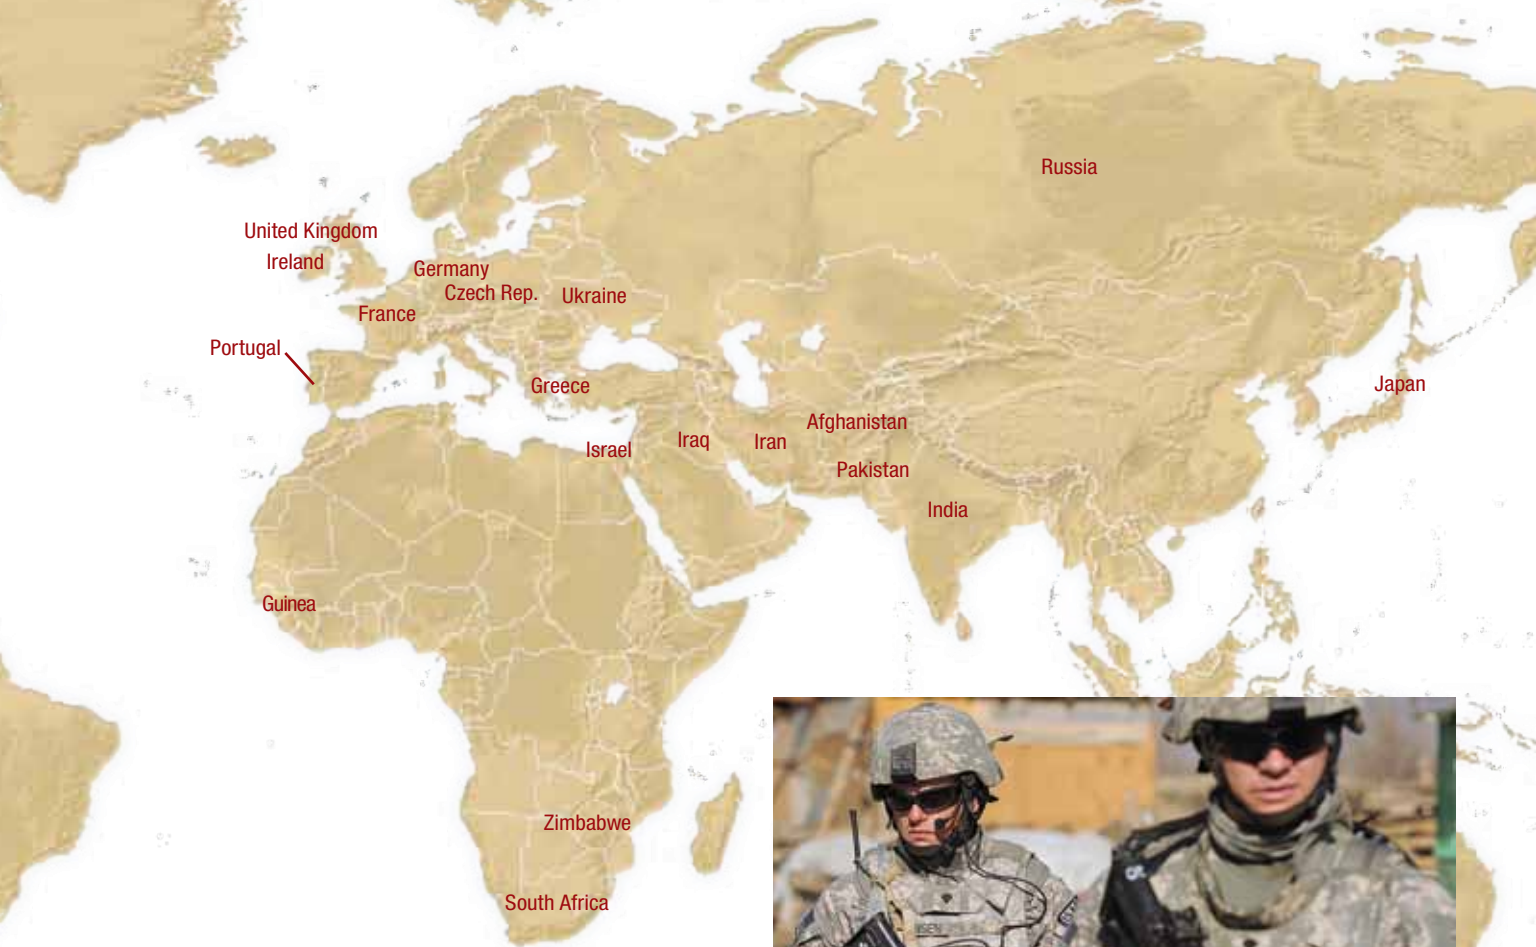 Russia
United Kingdom
Ireland
Germany
Czech Rep.
Ukraine
France
Portugal
Greece
Japan
Afghanistan
Israel
Iraq
Iran
Pakistan
India
Guinea
Zimbabwe
South Africa